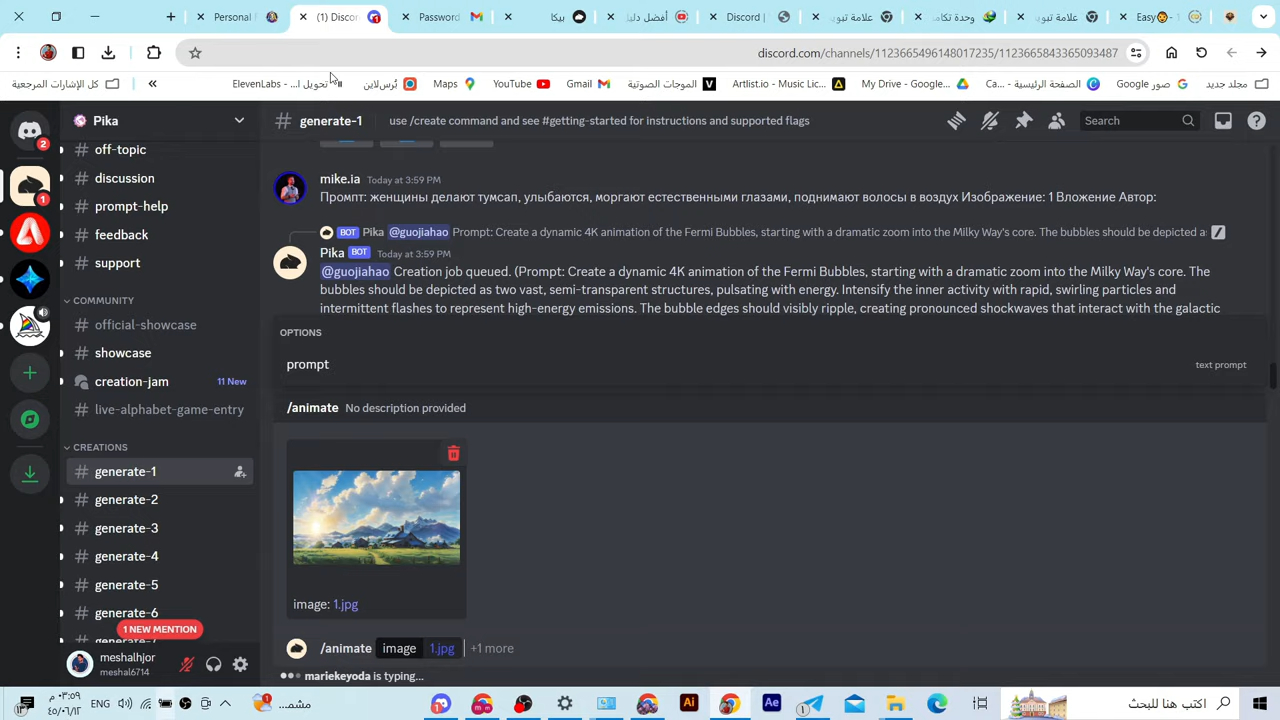 Personal F
(1) Discor
Password
بيكا
أفضل دليل
Discord |
علامة تبوي
وحدة تكاما
علامة تبوي
Easy
discord.com/channels/1123665496148017235/1123665843365093487
كل الإشارات المرجعية
ElevenLabs - تحويل ا...
بُرسلاين
Maps
YouTube
Gmail
الموجات الصوتية
Artlist.io - Music Lic...
My Drive - Google...
الصفحة الرئيسية - Ca...
صور Google
مجلد جديد
Pika
generate-1
use /create command and see #getting-started for instructions and supported flags
Search
off-topic
discussion
prompt-help
feedback
support
COMMUNITY
official-showcase
showcase
creation-jam
11 New
live-alphabet-game-entry
CREATIONS
generate-1
generate-2
generate-3
generate-4
generate-5
generate-6
1 NEW MENTION
meshalhjor
meshal6714
mike.ia Today at 3:59 PM
Промпт: женщины делают тумсап, улыбаются, моргают естественными глазами, поднимают волосы в воздух Изображение: 1 Вложение Автор:
BOT Pika @guojiahao Prompt: Create a dynamic 4K animation of the Fermi Bubbles, starting with a dramatic zoom into the Milky Way's core. The bubbles should be depicted as
Pika BOT Today at 3:59 PM
@guojiahao Creation job queued. (Prompt: Create a dynamic 4K animation of the Fermi Bubbles, starting with a dramatic zoom into the Milky Way's core. The
bubbles should be depicted as two vast, semi-transparent structures, pulsating with energy. Intensify the inner activity with rapid, swirling particles and
intermittent flashes to represent high-energy emissions. The bubble edges should visibly ripple, creating pronounced shockwaves that interact with the galactic
OPTIONS
prompt
text prompt
/animate No description provided
image: 1.jpg
/animate image 1.jpg +1 more
mariekeyoda is typing...
٠٣:٥٩ م
٤٥/٠٦/١٢
ENG
مشمـ...
اكتب هنا للبحث